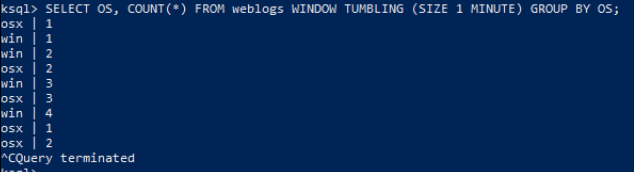 ksql> SELECT OS, COUNT(*) FROM weblogs WINDOW TUMBLING (SIZE 1 MINUTE) GROUP BY OS;
osx | 1
win | 1
win | 2
osx | 2
win | 3
osx | 3
win | 4
osx | 1
osx | 2
^CQuery terminated
ksql>